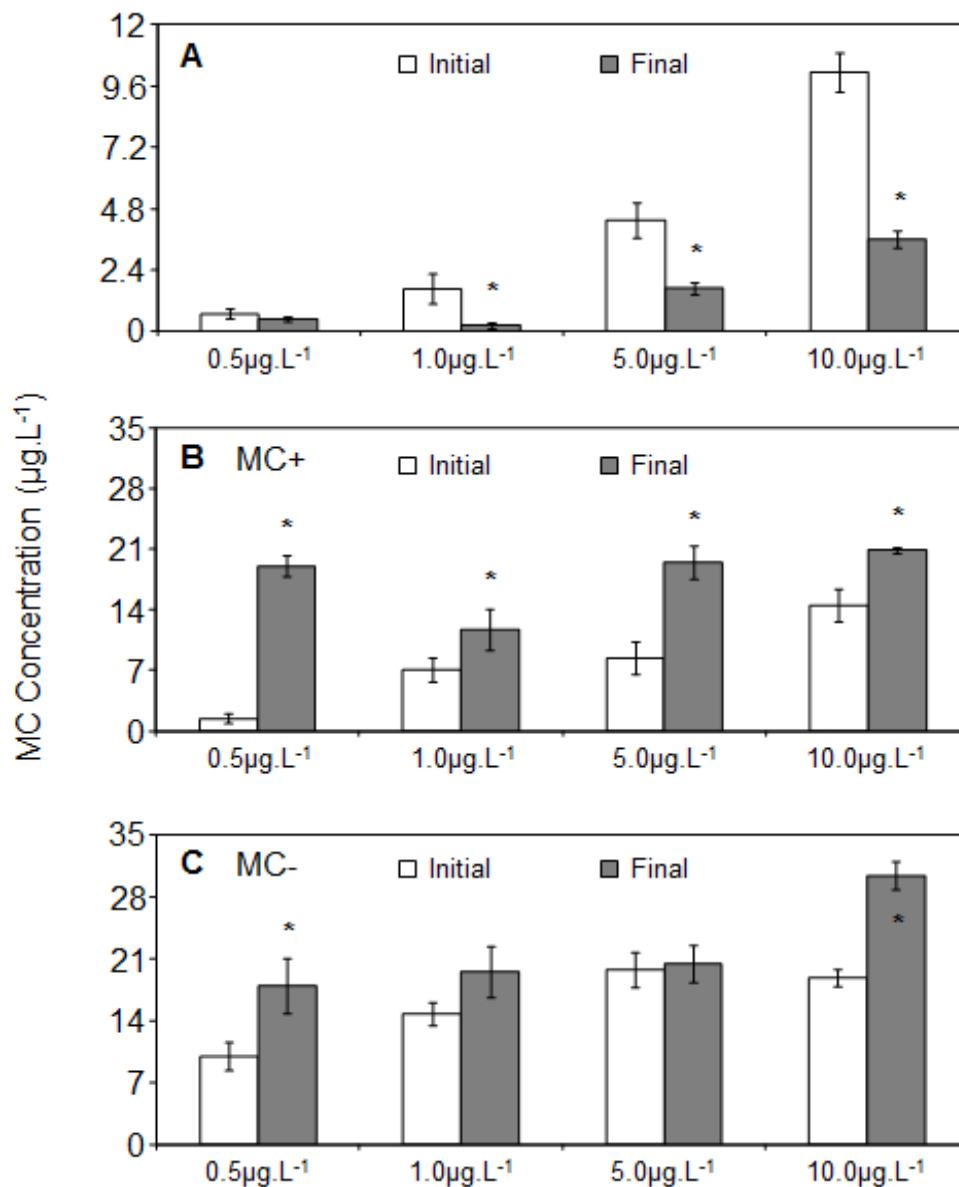 MC Concentration (µg.L⁻¹)
A
Initial
Final
12
9.6
7.2
4.8
2.4
0
*
*
*
0.5µg.L⁻¹
1.0µg.L⁻¹
5.0µg.L⁻¹
10.0µg.L⁻¹
B MC+
Initial
Final
35
28
21
14
7
0
*
*
*
*
0.5µg.L⁻¹
1.0µg.L⁻¹
5.0µg.L⁻¹
10.0µg.L⁻¹
C MC-
Initial
Final
35
28
21
14
7
0
*
*
0.5µg.L⁻¹
1.0µg.L⁻¹
5.0µg.L⁻¹
10.0µg.L⁻¹